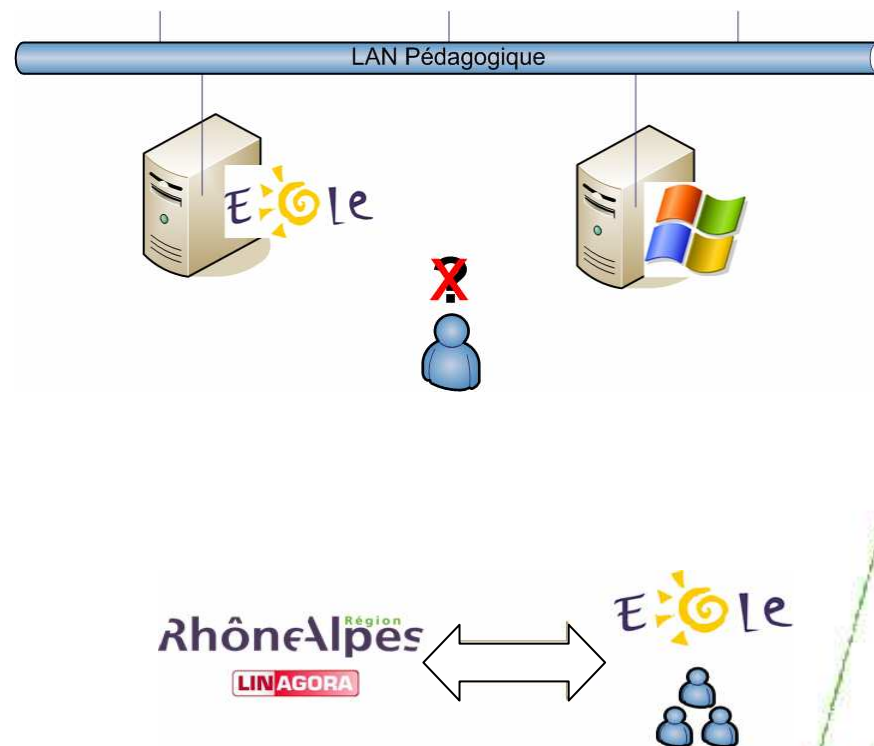 LAN Pédagogique
EOLe
?
X
Région
RhôneAlpes
LINAGORA
EOLe